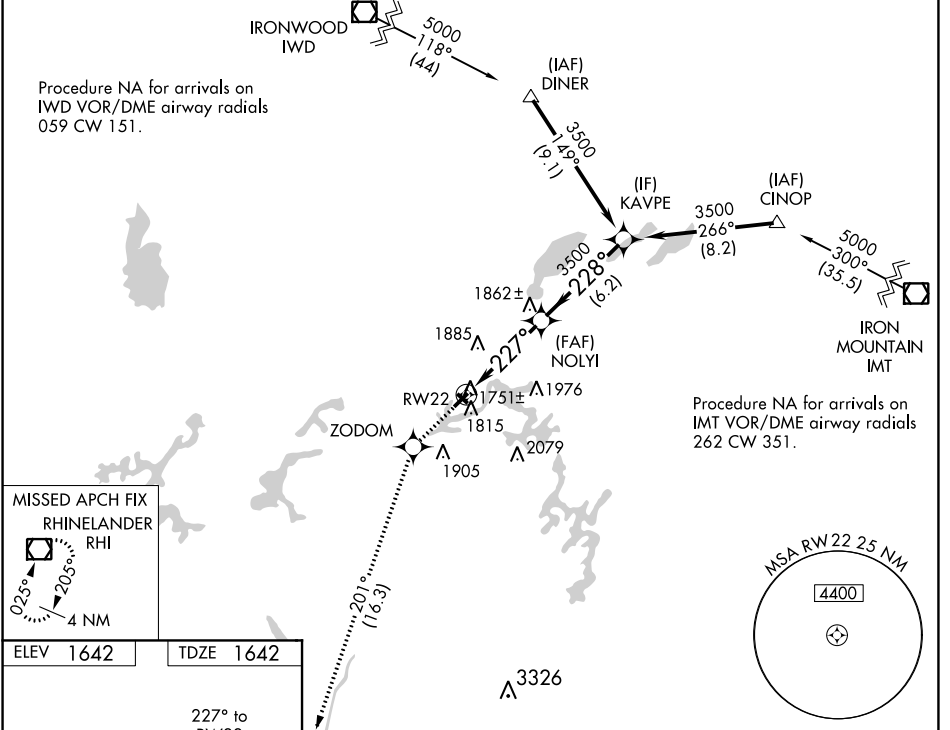 IRONWOOD
IWD
5000
118°
(44)
(IAF)
DINER
Procedure NA for arrivals on
IWD VOR/DME airway radials
059 CW 151.
3500
149°
(9.1)
(IF)
KAVPE
(IAF)
CINOP
3500
266°
(8.2)
5000
300°
(35.5)
3500
228°
(6.2)
1862±
1885
227°
(FAF)
NOLYI
IRON
MOUNTAIN
IMT
RW22
1751±
1976
1815
Procedure NA for arrivals on
IMT VOR/DME airway radials
262 CW 351.
ZODOM
1905
2079
MISSED APCH FIX
RHINELANDER
RHI
025°
205°
4 NM
201°
(16.3)
MSA RW 22 25 NM
4400
ELEV 1642
TDZE 1642
3326
227° to